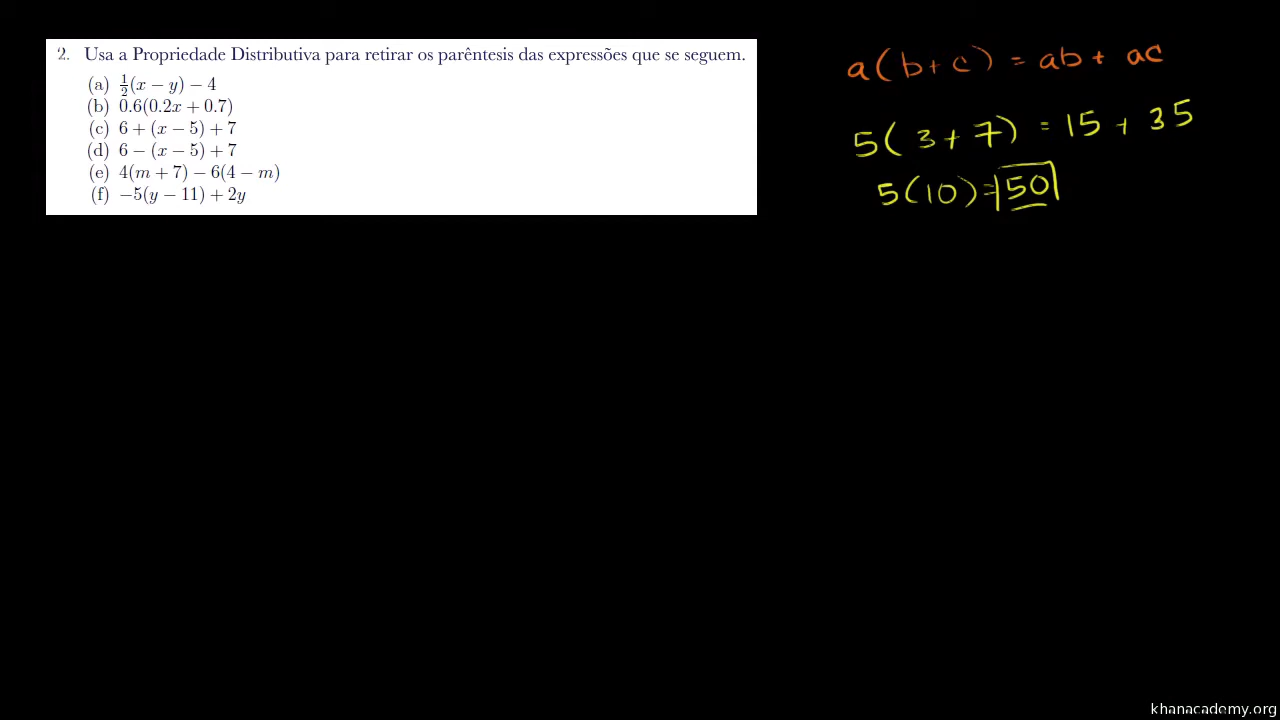 2. Usa a Propriedade Distributiva para retirar os parêntesis das expressões que se seguem.
(a) 1/2(x − y) − 4
(b) 0.6(0.2x + 0.7)
(c) 6 + (x − 5) + 7
(d) 6 − (x − 5) + 7
(e) 4(m + 7) − 6(4 − m)
(f) −5(y − 11) + 2y
a(b+c) = ab + ac
5(3+7) = 15 + 35
5(10) = 50
khanacademy.org